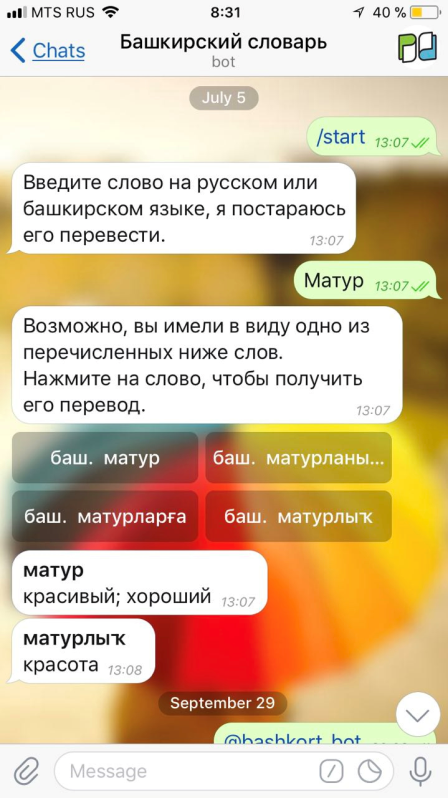 MTS RUS 8:31 40 %
Chats
Башкирский словарь
bot
July 5
/start 13:07
Введите слово на русском или
башкирском языке, я постараюсь
его перевести. 13:07
Матур 13:07
Возможно, вы имели в виду одно из
перечисленных ниже слов.
Нажмите на слово, чтобы получить
его перевод. 13:07
баш. матур баш. матурланы...
баш. матурларға баш. матурлыҡ
матур
красивый; хороший 13:07
матурлыҡ
красота 13:08
September 29
@bashkort_bot
Message